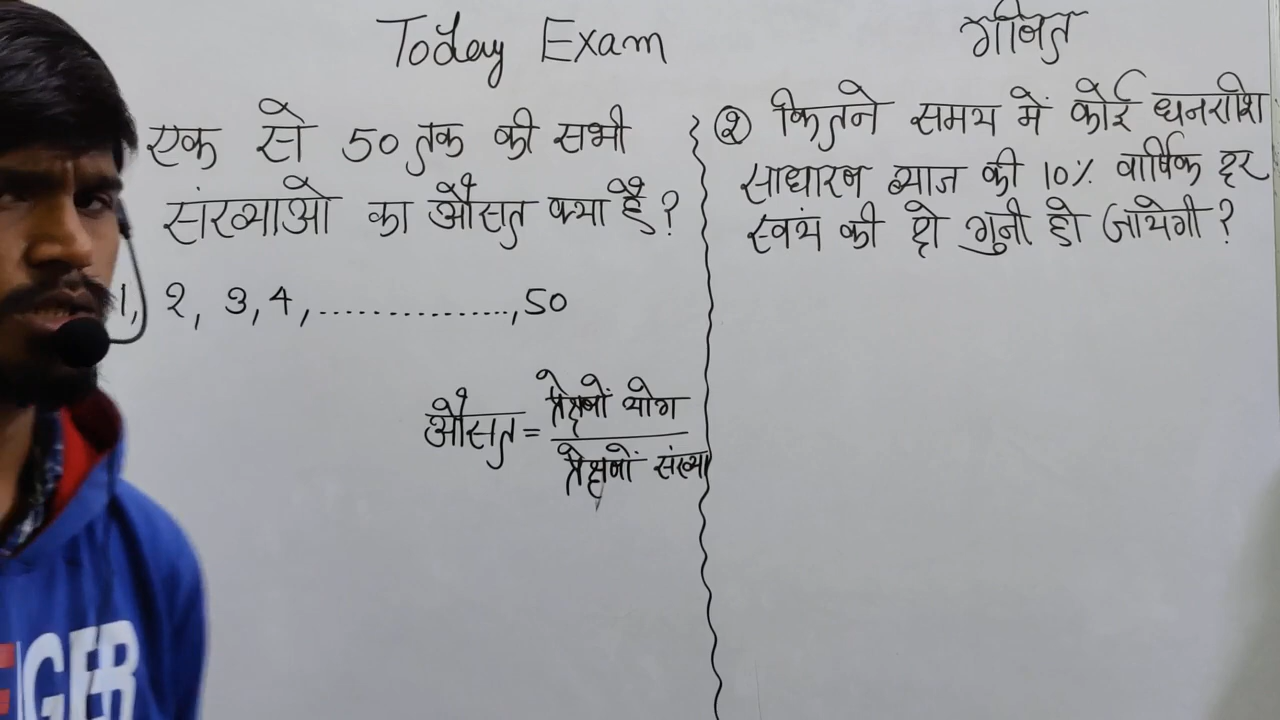 Today Exam
गणित
एक से 50 तक की सभी
संख्याओ का औसत क्या है ?
1, 2, 3, 4, ..............., 50
औसत = प्रेक्षणों योग
प्रेक्षणों संख्या
② कितने समय में कोई धनराशि
साधारण ब्याज की 10% वार्षिक दर
स्वयं की दो गुनी हो जायेगी ?
GER